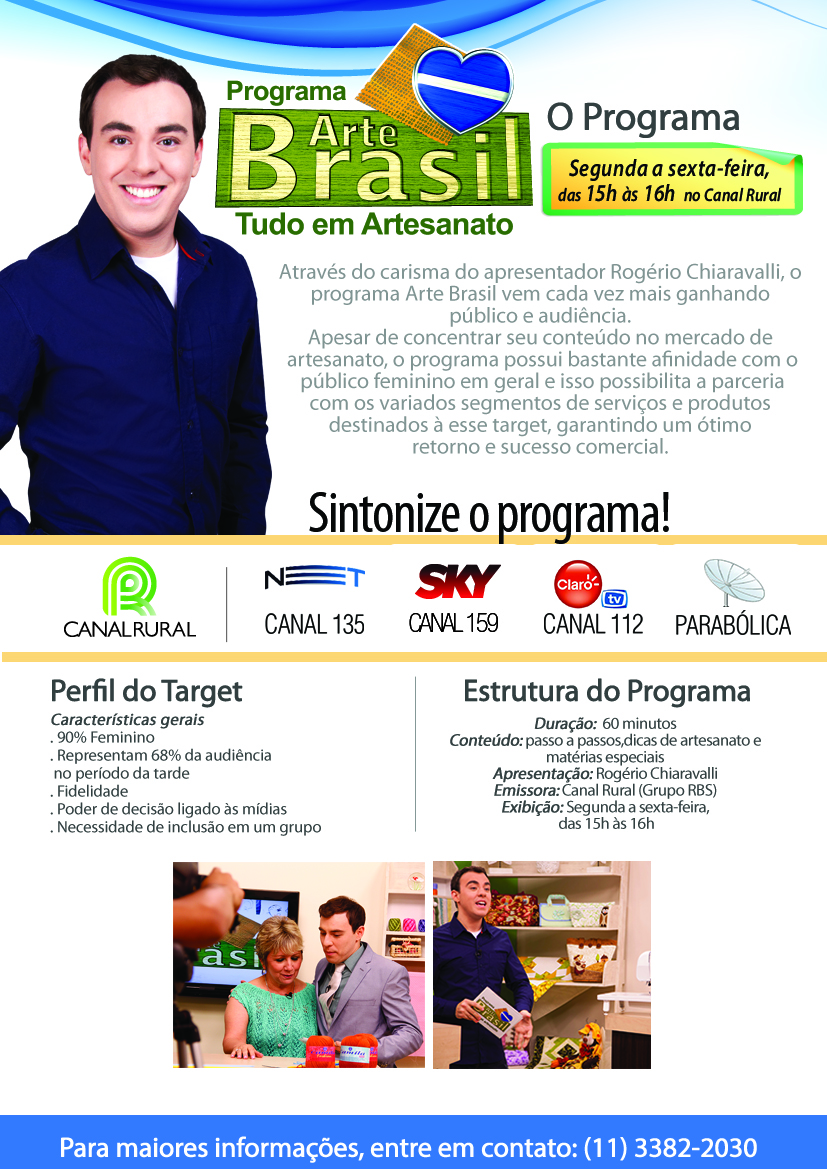 Programa
Arte
Brasil
Tudo em Artesanato
O Programa
Segunda a sexta-feira,
das 15h às 16h no Canal Rural
Através do carisma do apresentador Rogério Chiaravalli, o
programa Arte Brasil vem cada vez mais ganhando
público e audiência.
Apesar de concentrar seu conteúdo no mercado de
artesanato, o programa possui bastante afinidade com o
público feminino em geral e isso possibilita a parceria
com os variados segmentos de serviços e produtos
destinados à esse target, garantindo um ótimo
retorno e sucesso comercial.
Sintonize o programa!
CANALRURAL
NET
CANAL 135
SKY
CANAL 159
Claro
tv
CANAL 112
PARABÓLICA
Perfil do Target
Características gerais
. 90% Feminino
. Representam 68% da audiência
no período da tarde
. Fidelidade
. Poder de decisão ligado às mídias
. Necessidade de inclusão em um grupo
Estrutura do Programa
Duração: 60 minutos
Conteúdo: passo a passos,dicas de artesanato e
matérias especiais
Apresentação: Rogério Chiaravalli
Emissora: Canal Rural (Grupo RBS)
Exibição: Segunda a sexta-feira,
das 15h às 16h
Brasil
Para maiores informações, entre em contato: (11) 3382-2030